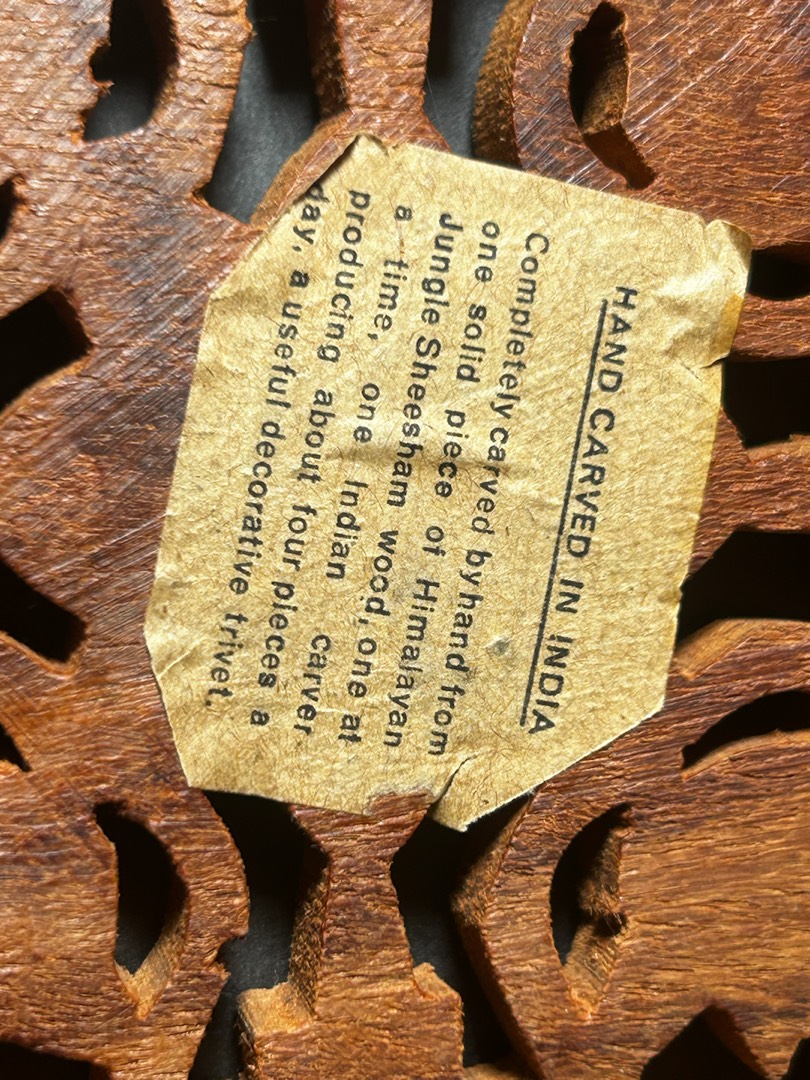 HAND CARVED IN INDIA
Completely carved by hand from
one solid piece of Himalayan
Jungle Sheesham wood, one at
a time, one Indian carver
producing about four pieces a
day, a useful decorative trivet.